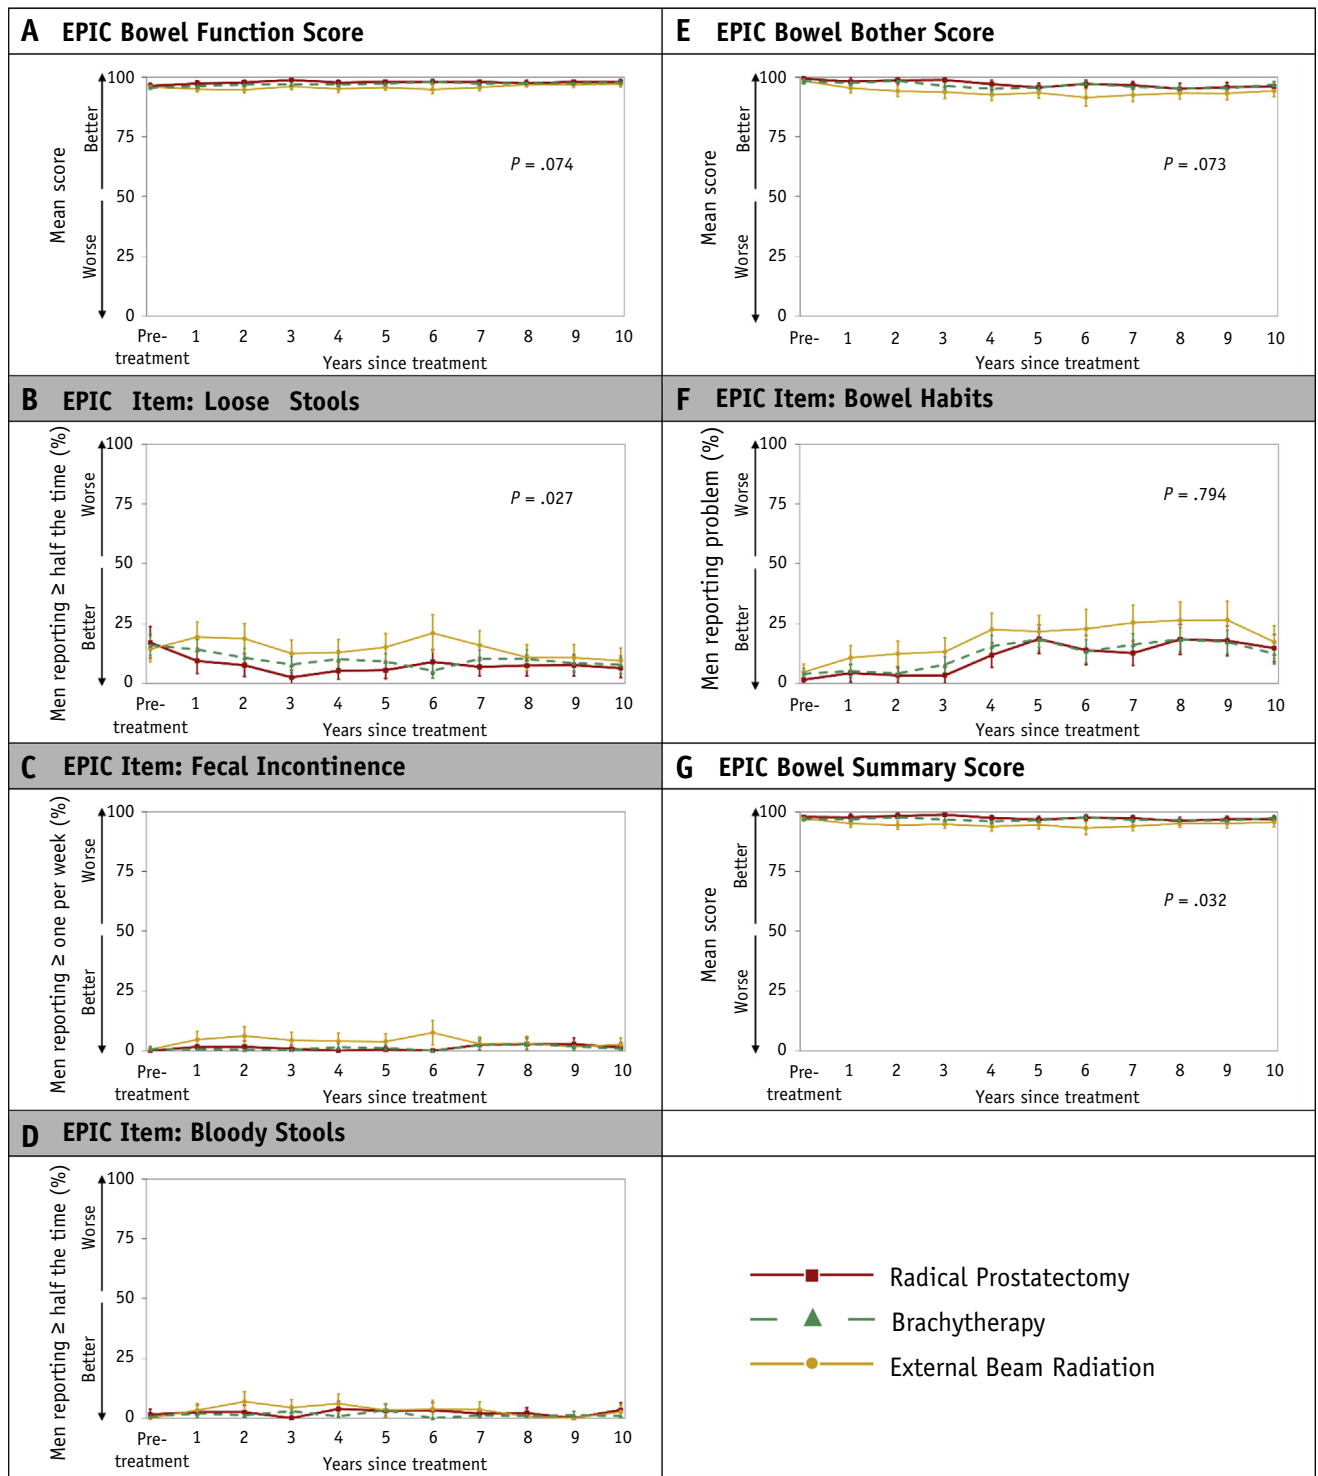 A EPIC Bowel Function Score
Mean score
Worse Better
100
75
50
25
0
P = .074
Pre-treatment 1 2 3 4 5 6 7 8 9 10
Years since treatment
E EPIC Bowel Bother Score
Mean score
Worse Better
100
75
50
25
0
P = .073
Pre- 1 2 3 4 5 6 7 8 9 10
Years since treatment
B EPIC Item: Loose Stools
Men reporting ≥ half the time (%)
Better Worse
100
75
50
25
0
P = .027
Pre-treatment 1 2 3 4 5 6 7 8 9 10
Years since treatment
F EPIC Item: Bowel Habits
Men reporting problem (%)
Better Worse
100
75
50
25
0
P = .794
Pre- 1 2 3 4 5 6 7 8 9 10
Years since treatment
C EPIC Item: Fecal Incontinence
Men reporting ≥ one per week (%)
Better Worse
100
75
50
25
0
Pre-treatment 1 2 3 4 5 6 7 8 9 10
Years since treatment
G EPIC Bowel Summary Score
Mean score
Worse Better
100
75
50
25
0
P = .032
Pre-treatment 1 2 3 4 5 6 7 8 9 10
Years since treatment
D EPIC Item: Bloody Stools
Men reporting ≥ half the time (%)
Better Worse
100
75
50
25
0
Pre-treatment 1 2 3 4 5 6 7 8 9 10
Years since treatment
Radical Prostatectomy
Brachytherapy
External Beam Radiation